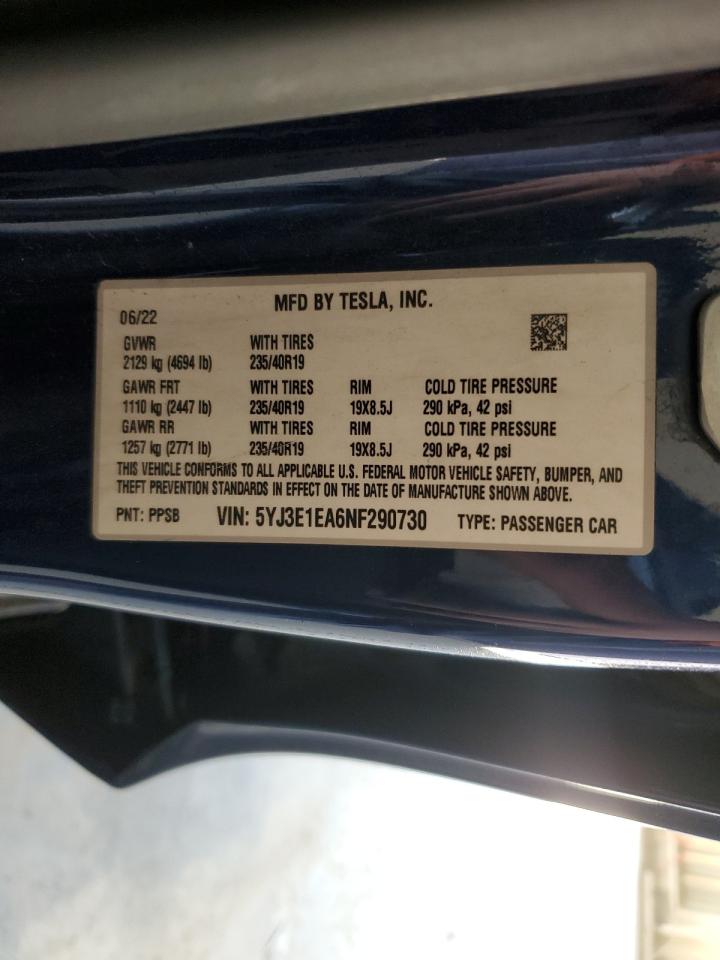 MFD BY TESLA, INC.
06/22
GVWR WITH TIRES
2129 kg (4694 lb) 235/40R19
GAWR FRT WITH TIRES RIM COLD TIRE PRESSURE
1110 kg (2447 lb) 235/40R19 19X8.5J 290 kPa, 42 psi
GAWR RR WITH TIRES RIM COLD TIRE PRESSURE
1257 kg (2771 lb) 235/40R19 19X8.5J 290 kPa, 42 psi
THIS VEHICLE CONFORMS TO ALL APPLICABLE U.S. FEDERAL MOTOR VEHICLE SAFETY, BUMPER, AND
THEFT PREVENTION STANDARDS IN EFFECT ON THE DATE OF MANUFACTURE SHOWN ABOVE.
PNT: PPSB VIN: 5YJ3E1EA6NF290730 TYPE: PASSENGER CAR